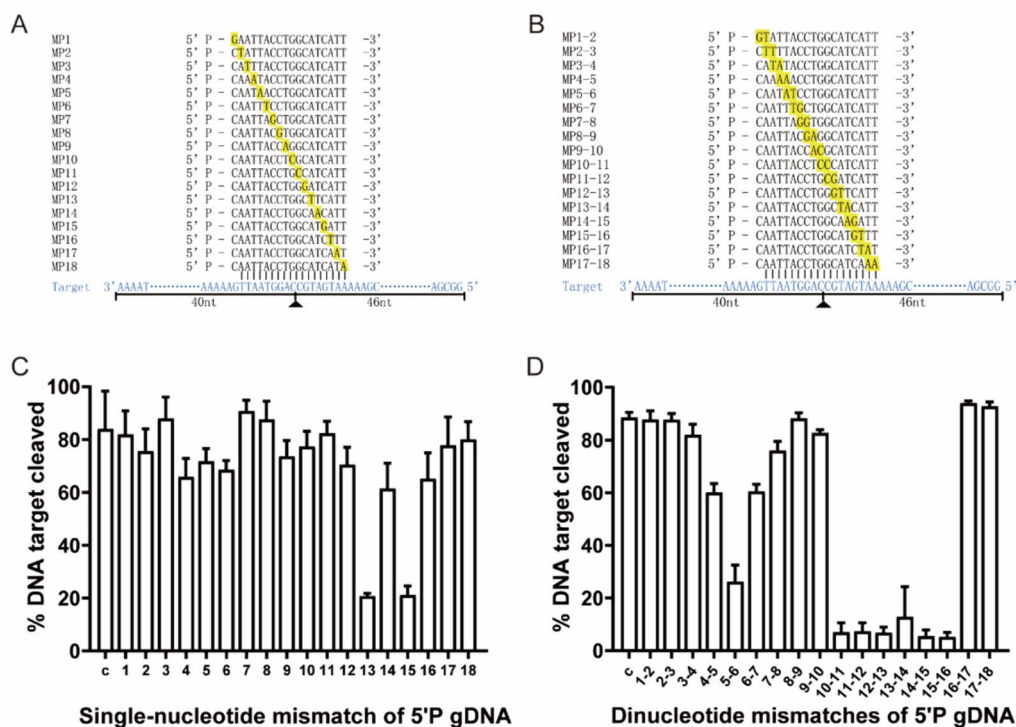 A
MP1 5' P - GAATTACCTGGCATCATT -3'
MP2 5' P - CTATTACCTGGCATCATT -3'
MP3 5' P - CATTTACCTGGCATCATT -3'
MP4 5' P - CAAATACCTGGCATCATT -3'
MP5 5' P - CAATAACCTGGCATCATT -3'
MP6 5' P - CAATTTCCTGGCATCATT -3'
MP7 5' P - CAATTAGCTGGCATCATT -3'
MP8 5' P - CAATTACGTGGCATCATT -3'
MP9 5' P - CAATTACCAGGCATCATT -3'
MP10 5' P - CAATTACCTCGCATCATT -3'
MP11 5' P - CAATTACCTGCCATCATT -3'
MP12 5' P - CAATTACCTGGGATCATT -3'
MP13 5' P - CAATTACCTGGCTTCATT -3'
MP14 5' P - CAATTACCTGGCAACATT -3'
MP15 5' P - CAATTACCTGGCATGATT -3'
MP16 5' P - CAATTACCTGGCATCTTT -3'
MP17 5' P - CAATTACCTGGCATCAAT -3'
MP18 5' P - CAATTACCTGGCATCATA -3'
Target 3'AAAAT·········AAAAAGTTAATGGACCGTAGTAAAAAGC·········AGCGG 5'
40nt 46nt
B
MP1-2 5' P - GTATTACCTGGCATCATT -3'
MP2-3 5' P - CTTTTACCTGGCATCATT -3'
MP3-4 5' P - CATATACCTGGCATCATT -3'
MP4-5 5' P - CAAAAACCTGGCATCATT -3'
MP5-6 5' P - CAATATCCTGGCATCATT -3'
MP6-7 5' P - CAATTTGCTGGCATCATT -3'
MP7-8 5' P - CAATTAGGTGGCATCATT -3'
MP8-9 5' P - CAATTACGAGGCATCATT -3'
MP9-10 5' P - CAATTACCACGCATCATT -3'
MP10-11 5' P - CAATTACCTCCCATCATT -3'
MP11-12 5' P - CAATTACCTGCGATCATT -3'
MP12-13 5' P - CAATTACCTGGGTTCATT -3'
MP13-14 5' P - CAATTACCTGGCTACATT -3'
MP14-15 5' P - CAATTACCTGGCAAGATT -3'
MP15-16 5' P - CAATTACCTGGCATGTTT -3'
MP16-17 5' P - CAATTACCTGGCATCTAT -3'
MP17-18 5' P - CAATTACCTGGCATCAAA -3'
Target 3'AAAAT·········AAAAAGTTAATGGACCGTAGTAAAAAGC·········AGCGG 5'
40nt 46nt
C
% DNA target cleaved
100
80
60
40
20
0
c 1 2 3 4 5 6 7 8 9 10 11 12 13 14 15 16 17 18
Single-nucleotide mismatch of 5'P gDNA
D
% DNA target cleaved
100
80
60
40
20
0
c 1-2 2-3 3-4 4-5 5-6 6-7 7-8 8-9 9-10 10-11 11-12 12-13 13-14 14-15 15-16 16-17 17-18
Dinucleotide mismatches of 5'P gDNA